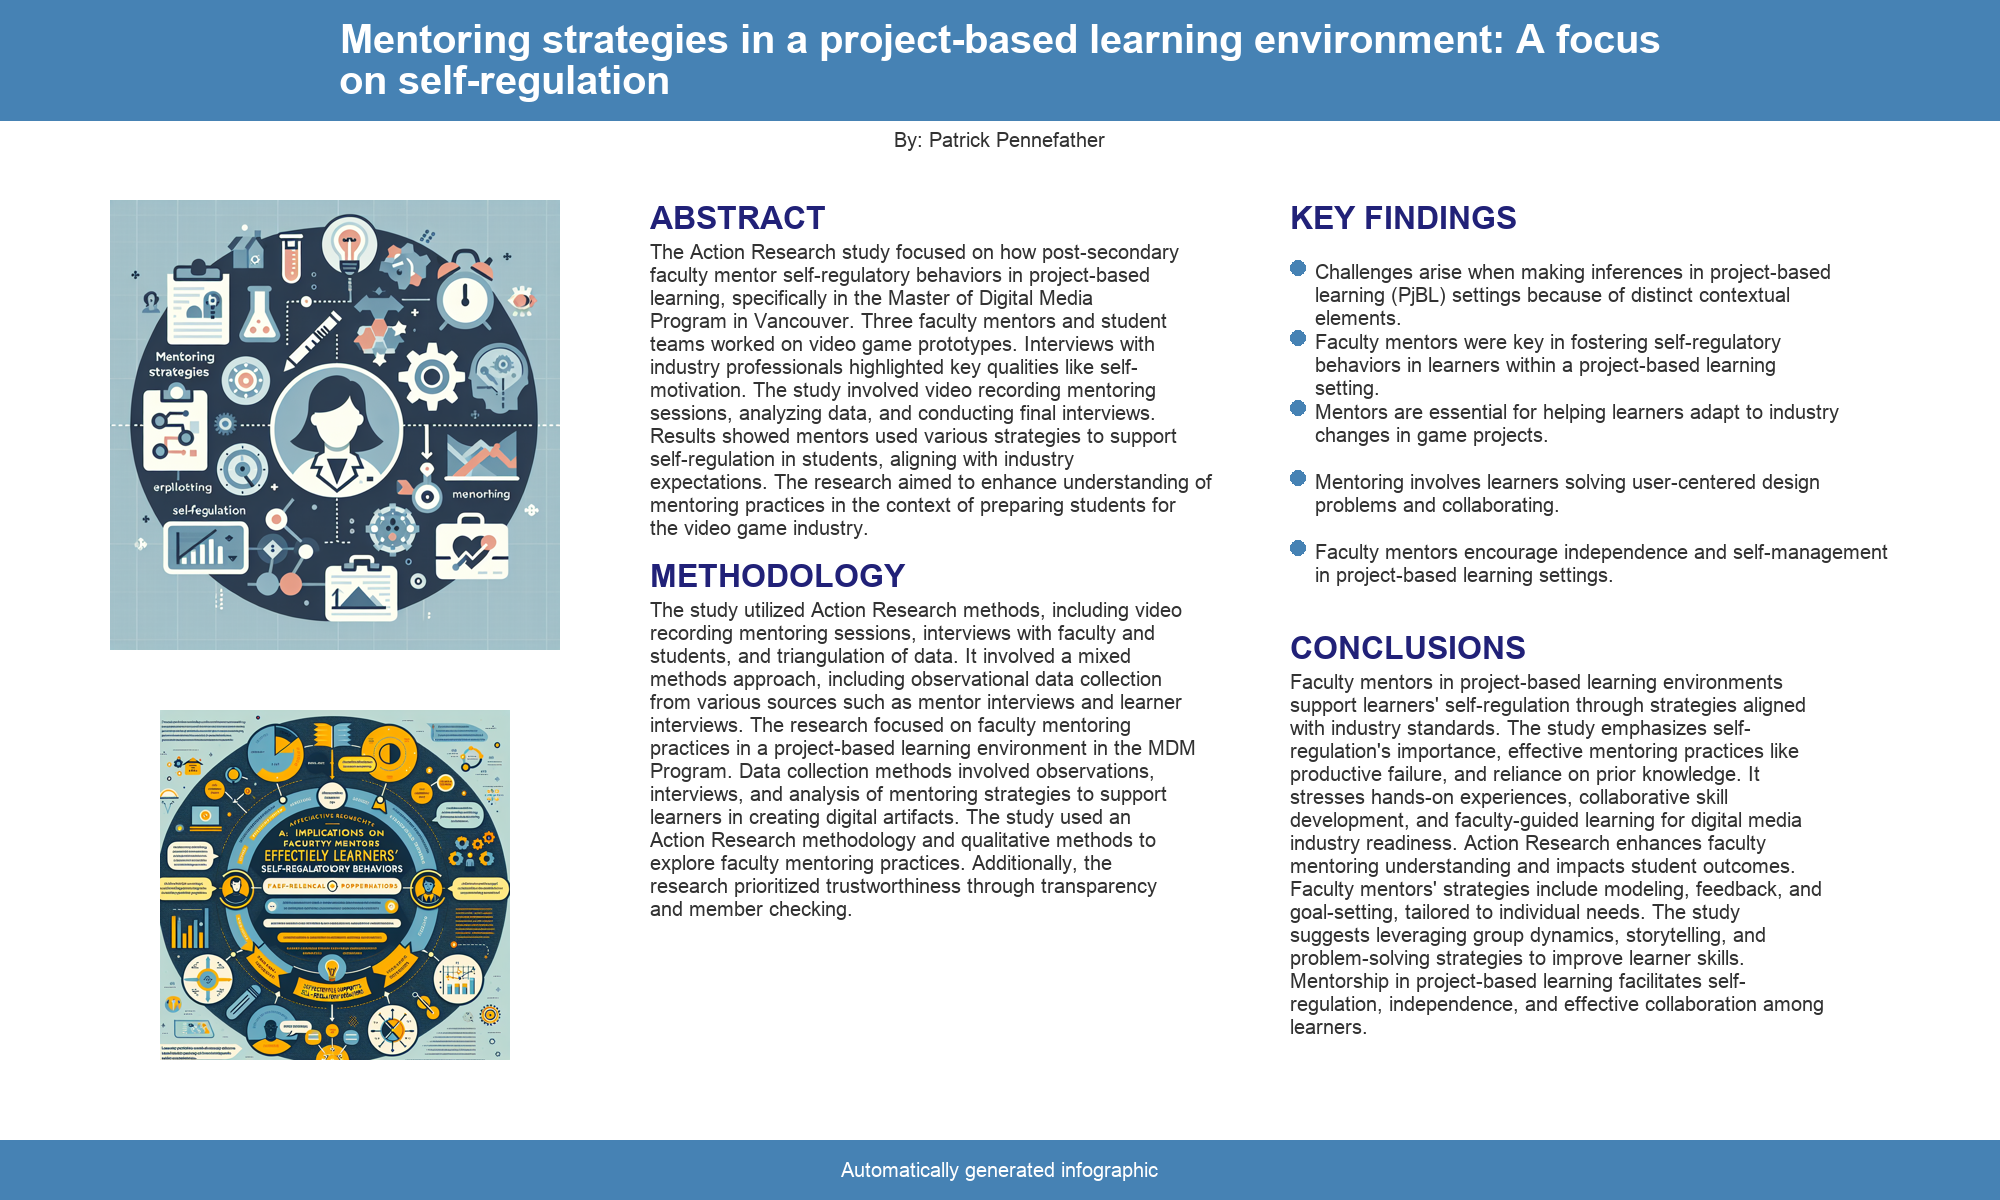 Mentoring strategies in a project-based learning environment: A focus
on self-regulation
By: Patrick Pennefather
Mentoring
strategies
erpllotting
sel-fegulation
menorhing
A: IMPLICATIONS ON
FACURTYY MENTORS
EFFECTIELY LEARNERS'
SELF-REGULATOORY BEHAVIORS
ABSTRACT
The Action Research study focused on how post-secondary
faculty mentor self-regulatory behaviors in project-based
learning, specifically in the Master of Digital Media
Program in Vancouver. Three faculty mentors and student
teams worked on video game prototypes. Interviews with
industry professionals highlighted key qualities like self-
motivation. The study involved video recording mentoring
sessions, analyzing data, and conducting final interviews.
Results showed mentors used various strategies to support
self-regulation in students, aligning with industry
expectations. The research aimed to enhance understanding of
mentoring practices in the context of preparing students for
the video game industry.
METHODOLOGY
The study utilized Action Research methods, including video
recording mentoring sessions, interviews with faculty and
students, and triangulation of data. It involved a mixed
methods approach, including observational data collection
from various sources such as mentor interviews and learner
interviews. The research focused on faculty mentoring
practices in a project-based learning environment in the MDM
Program. Data collection methods involved observations,
interviews, and analysis of mentoring strategies to support
learners in creating digital artifacts. The study used an
Action Research methodology and qualitative methods to
explore faculty mentoring practices. Additionally, the
research prioritized trustworthiness through transparency
and member checking.
KEY FINDINGS
Challenges arise when making inferences in project-based
learning (PjBL) settings because of distinct contextual
elements.
Faculty mentors were key in fostering self-regulatory
behaviors in learners within a project-based learning
setting.
Mentors are essential for helping learners adapt to industry
changes in game projects.
Mentoring involves learners solving user-centered design
problems and collaborating.
Faculty mentors encourage independence and self-management
in project-based learning settings.
CONCLUSIONS
Faculty mentors in project-based learning environments
support learners' self-regulation through strategies aligned
with industry standards. The study emphasizes self-
regulation's importance, effective mentoring practices like
productive failure, and reliance on prior knowledge. It
stresses hands-on experiences, collaborative skill
development, and faculty-guided learning for digital media
industry readiness. Action Research enhances faculty
mentoring understanding and impacts student outcomes.
Faculty mentors' strategies include modeling, feedback, and
goal-setting, tailored to individual needs. The study
suggests leveraging group dynamics, storytelling, and
problem-solving strategies to improve learner skills.
Mentorship in project-based learning facilitates self-
regulation, independence, and effective collaboration among
learners.
Automatically generated infographic